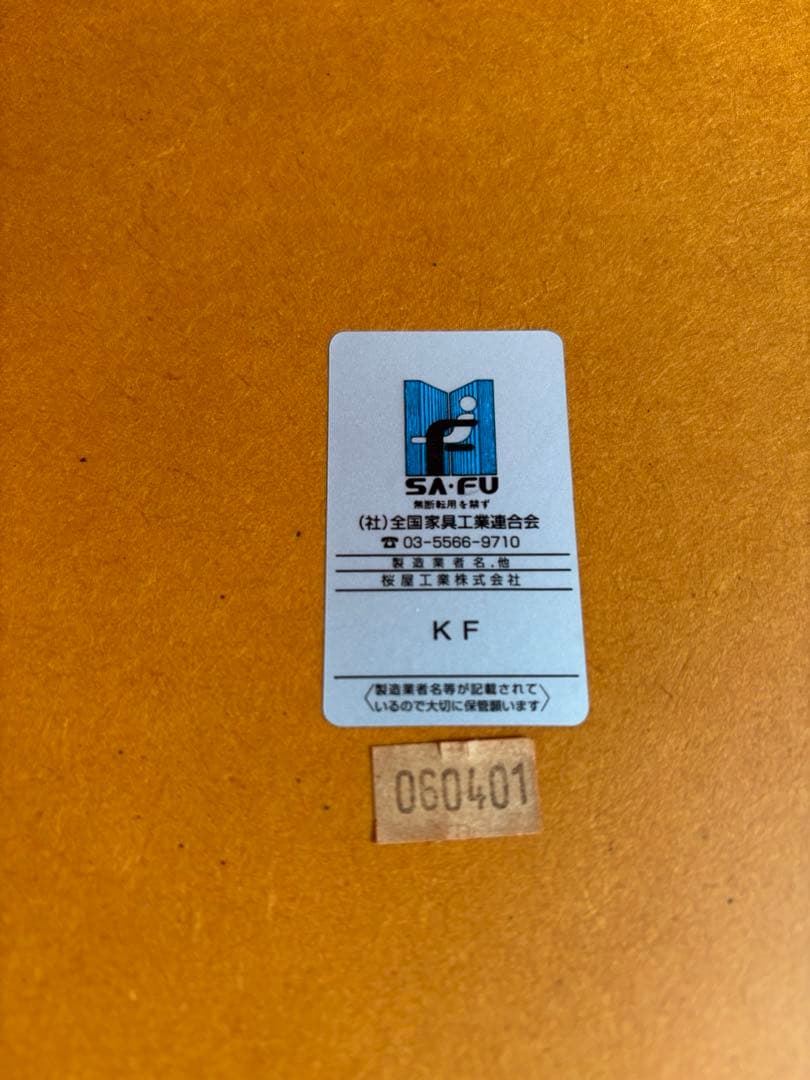 F
SA・FU
無断転用を禁ず
(社)全国家具工業連合会
☎ 03-5566-9710
製造業者名.他
桜屋工業株式会社
KF
〈製造業者名等が記載されて
いるので大切に保管願います〉
060401